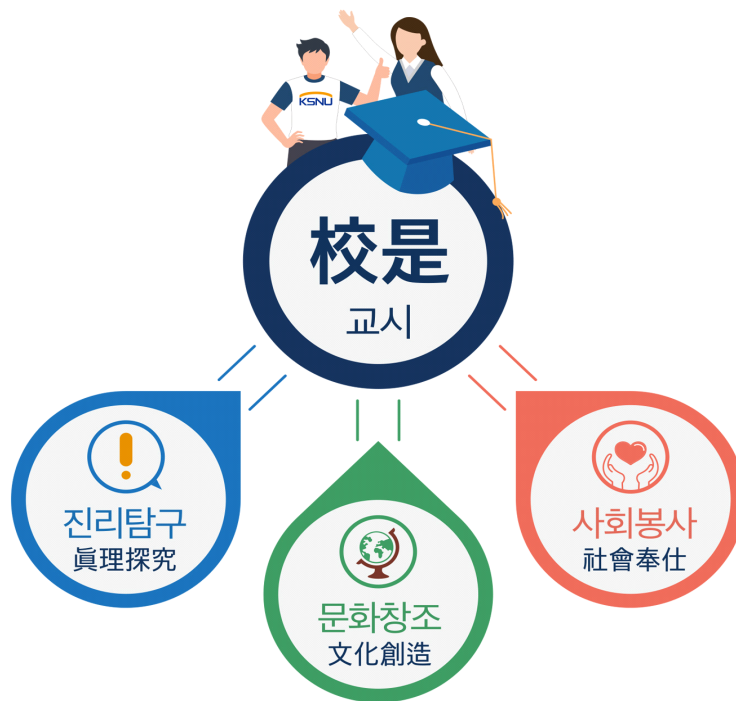 KSNU
校是
교시
진리탐구
眞理探究
문화창조
文化創造
사회봉사
社會奉仕